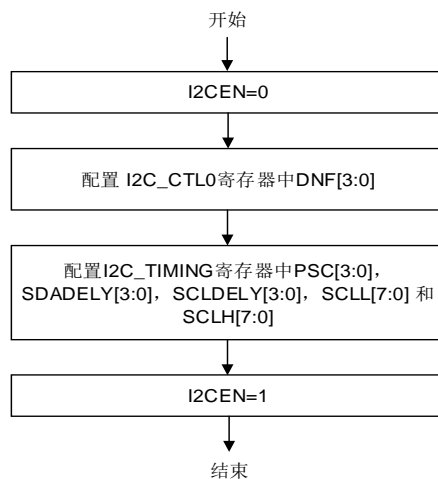 开始
I2CEN=0
配置 I2C_CTL0寄存器中DNF[3:0]
配置I2C_TIMING寄存器中PSC[3:0],
SDADELY[3:0]，SCLDELY[3:0]，SCLL[7:0] 和
SCLH[7:0]
I2CEN=1
结束